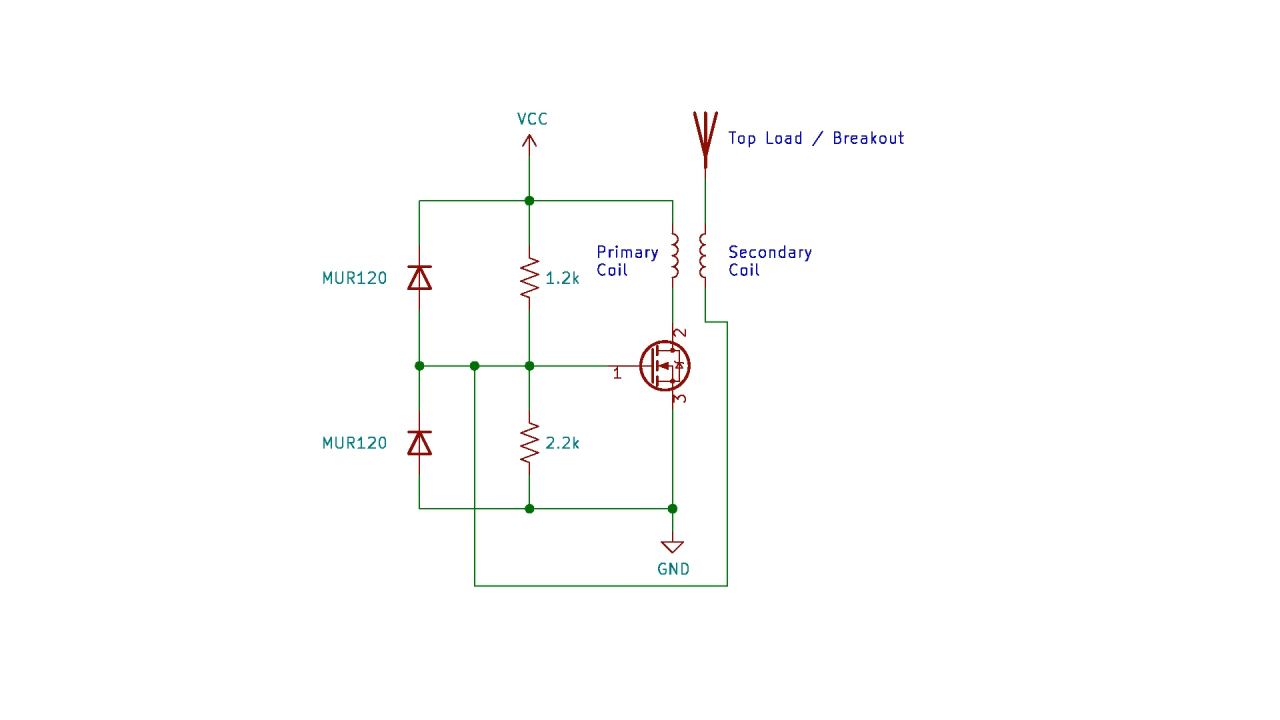 VCC
Top Load / Breakout
Primary
Coil
Secondary
Coil
MUR120
1.2k
2
1
3
MUR120
2.2k
GND